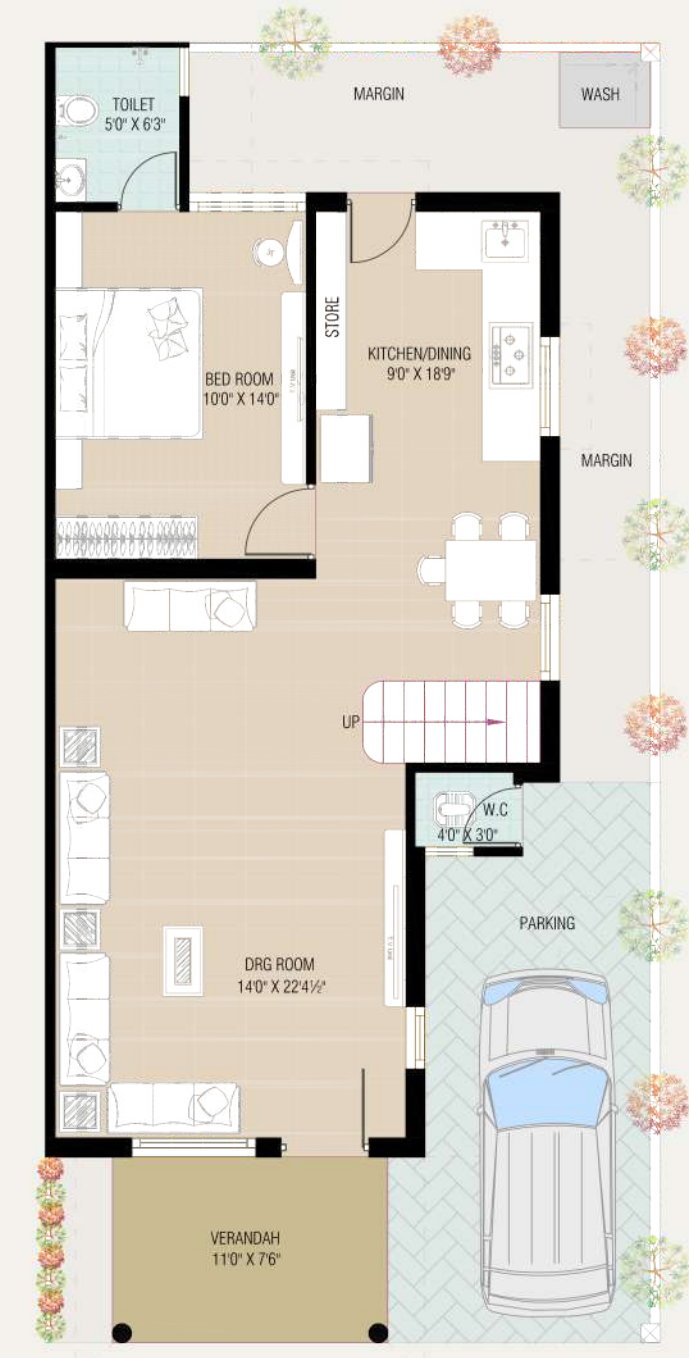 TOILET
5'0" X 6'3"
MARGIN
WASH
STORE
KITCHEN/DINING
9'0" X 18'9"
BED ROOM
10'0" X 14'0"
MARGIN
UP
W.C
4'0" X 3'0"
PARKING
DRG ROOM
14'0" X 22'4½"
VERANDAH
11'0" X 7'6"